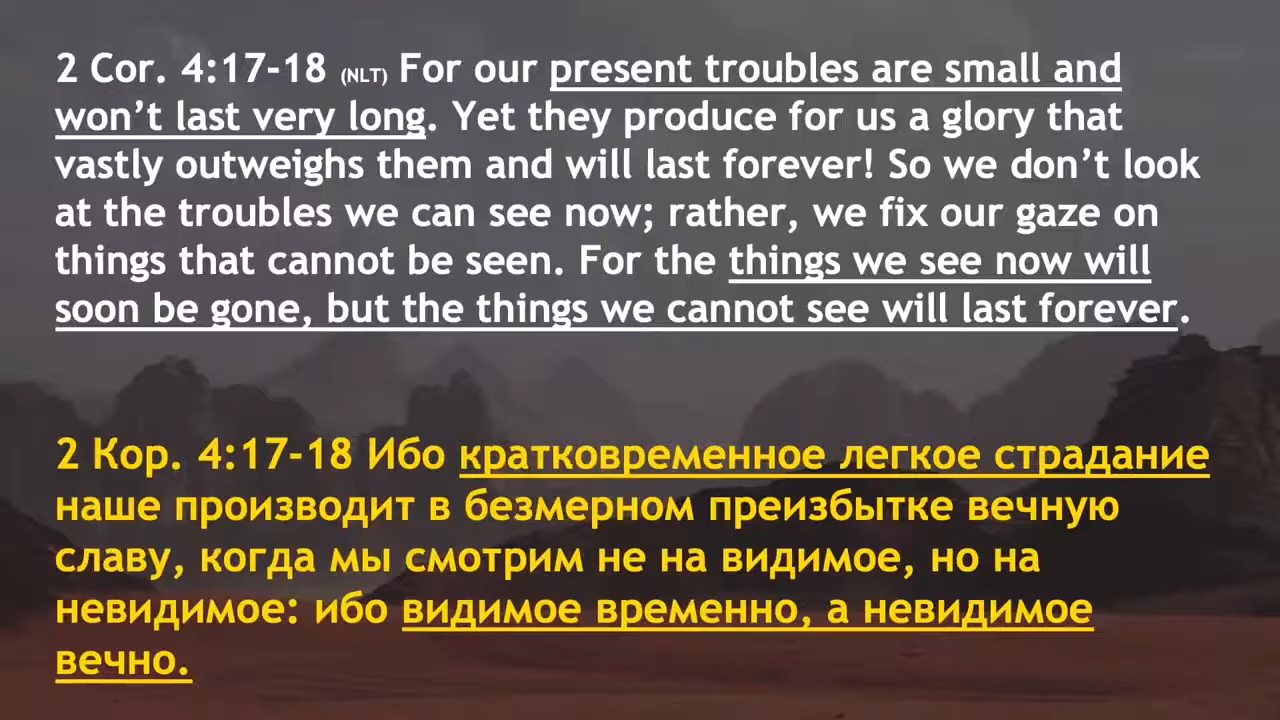 2 Cor. 4:17-18 (NLT) For our present troubles are small and
won’t last very long. Yet they produce for us a glory that
vastly outweighs them and will last forever! So we don’t look
at the troubles we can see now; rather, we fix our gaze on
things that cannot be seen. For the things we see now will
soon be gone, but the things we cannot see will last forever.
2 Кор. 4:17-18 Ибо кратковременное легкое страдание
наше производит в безмерном преизбытке вечную
славу, когда мы смотрим не на видимое, но на
невидимое: ибо видимое временно, а невидимое
вечно.